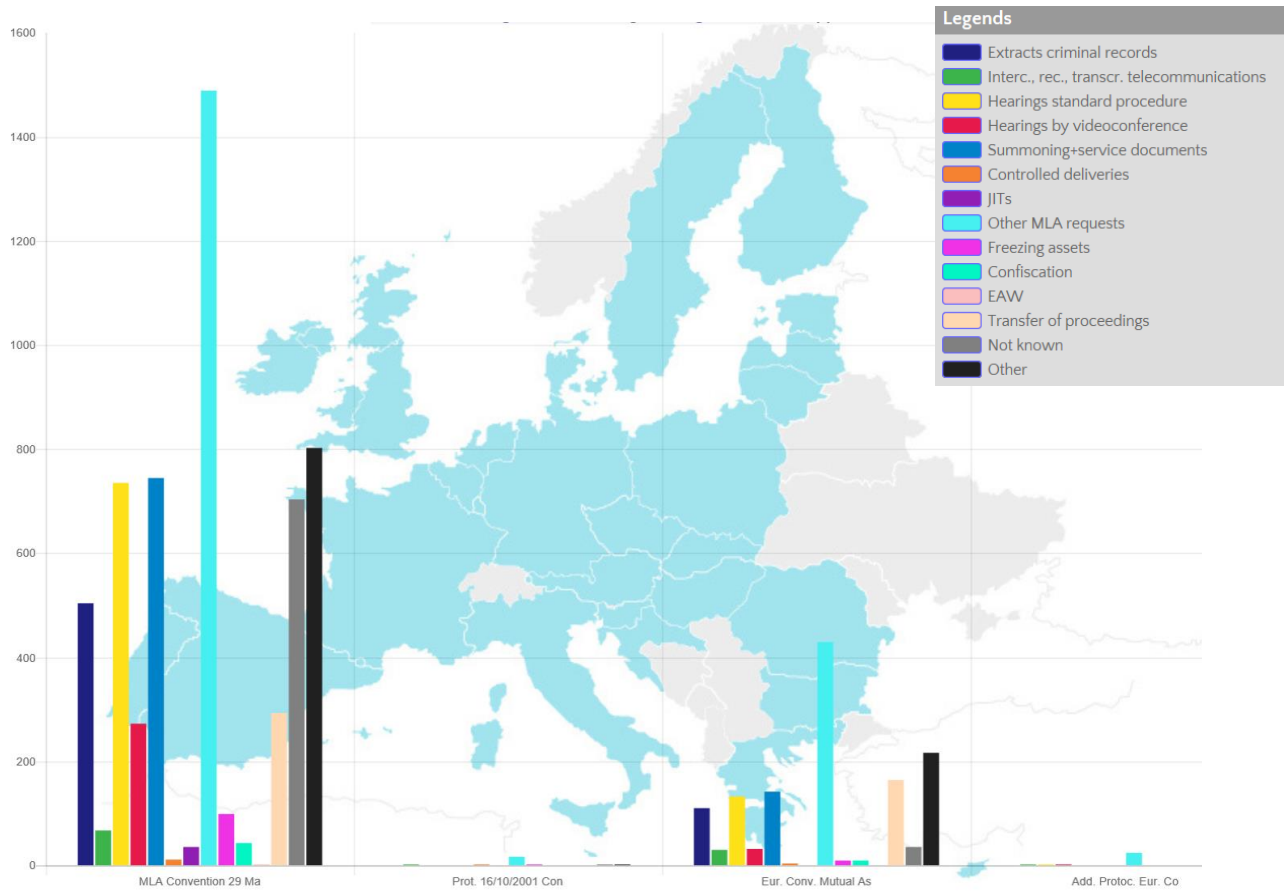 Legends
Extracts criminal records
Interc., rec., transcr. telecommunications
Hearings standard procedure
Hearings by videoconference
Summoning+service documents
Controlled deliveries
JITs
Other MLA requests
Freezing assets
Confiscation
EAW
Transfer of proceedings
Not known
Other
1600
1400
1200
1000
800
600
400
200
0
MLA Convention 29 Ma
Prot. 16/10/2001 Con
Eur. Conv. Mutual As
Add. Protoc. Eur. Co